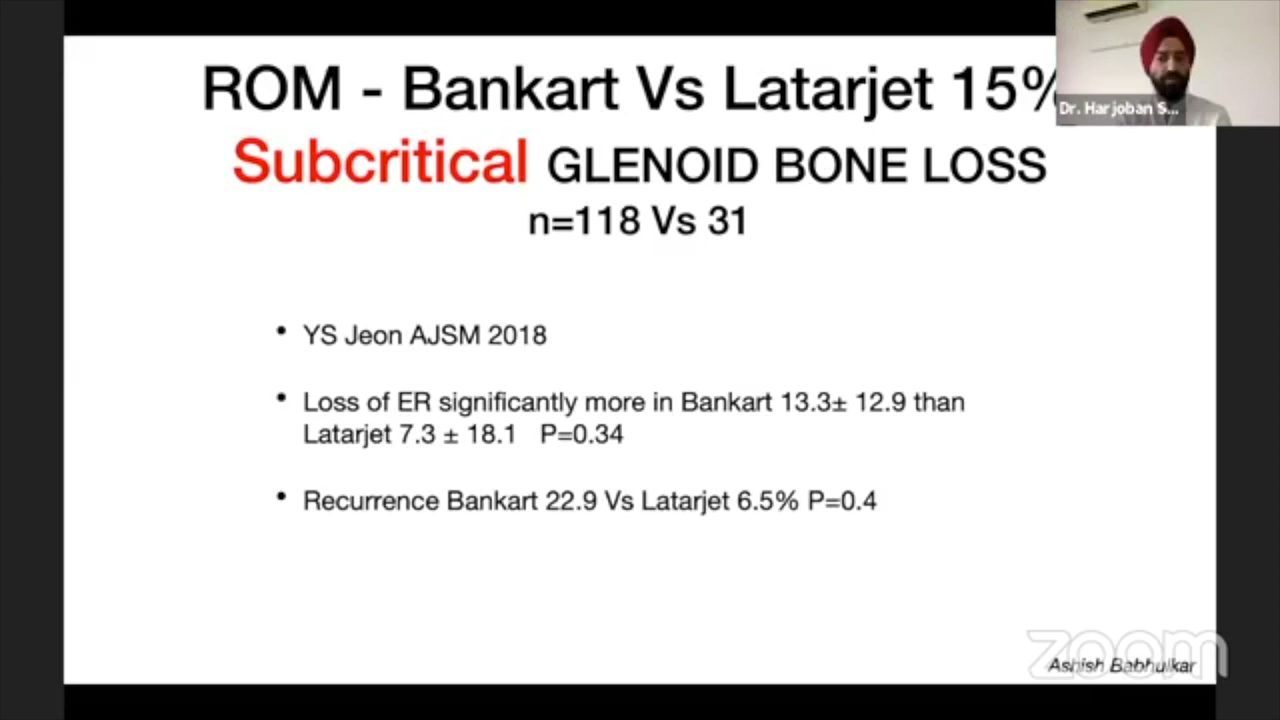 ROM - Bankart Vs Latarjet 15%
Dr. Harjoban S...
Subcritical GLENOID BONE LOSS
n=118 Vs 31
• YS Jeon AJSM 2018
• Loss of ER significantly more in Bankart 13.3± 12.9 than
Latarjet 7.3 ± 18.1 P=0.34
• Recurrence Bankart 22.9 Vs Latarjet 6.5% P=0.4
zoom
Ashish Babhulkar